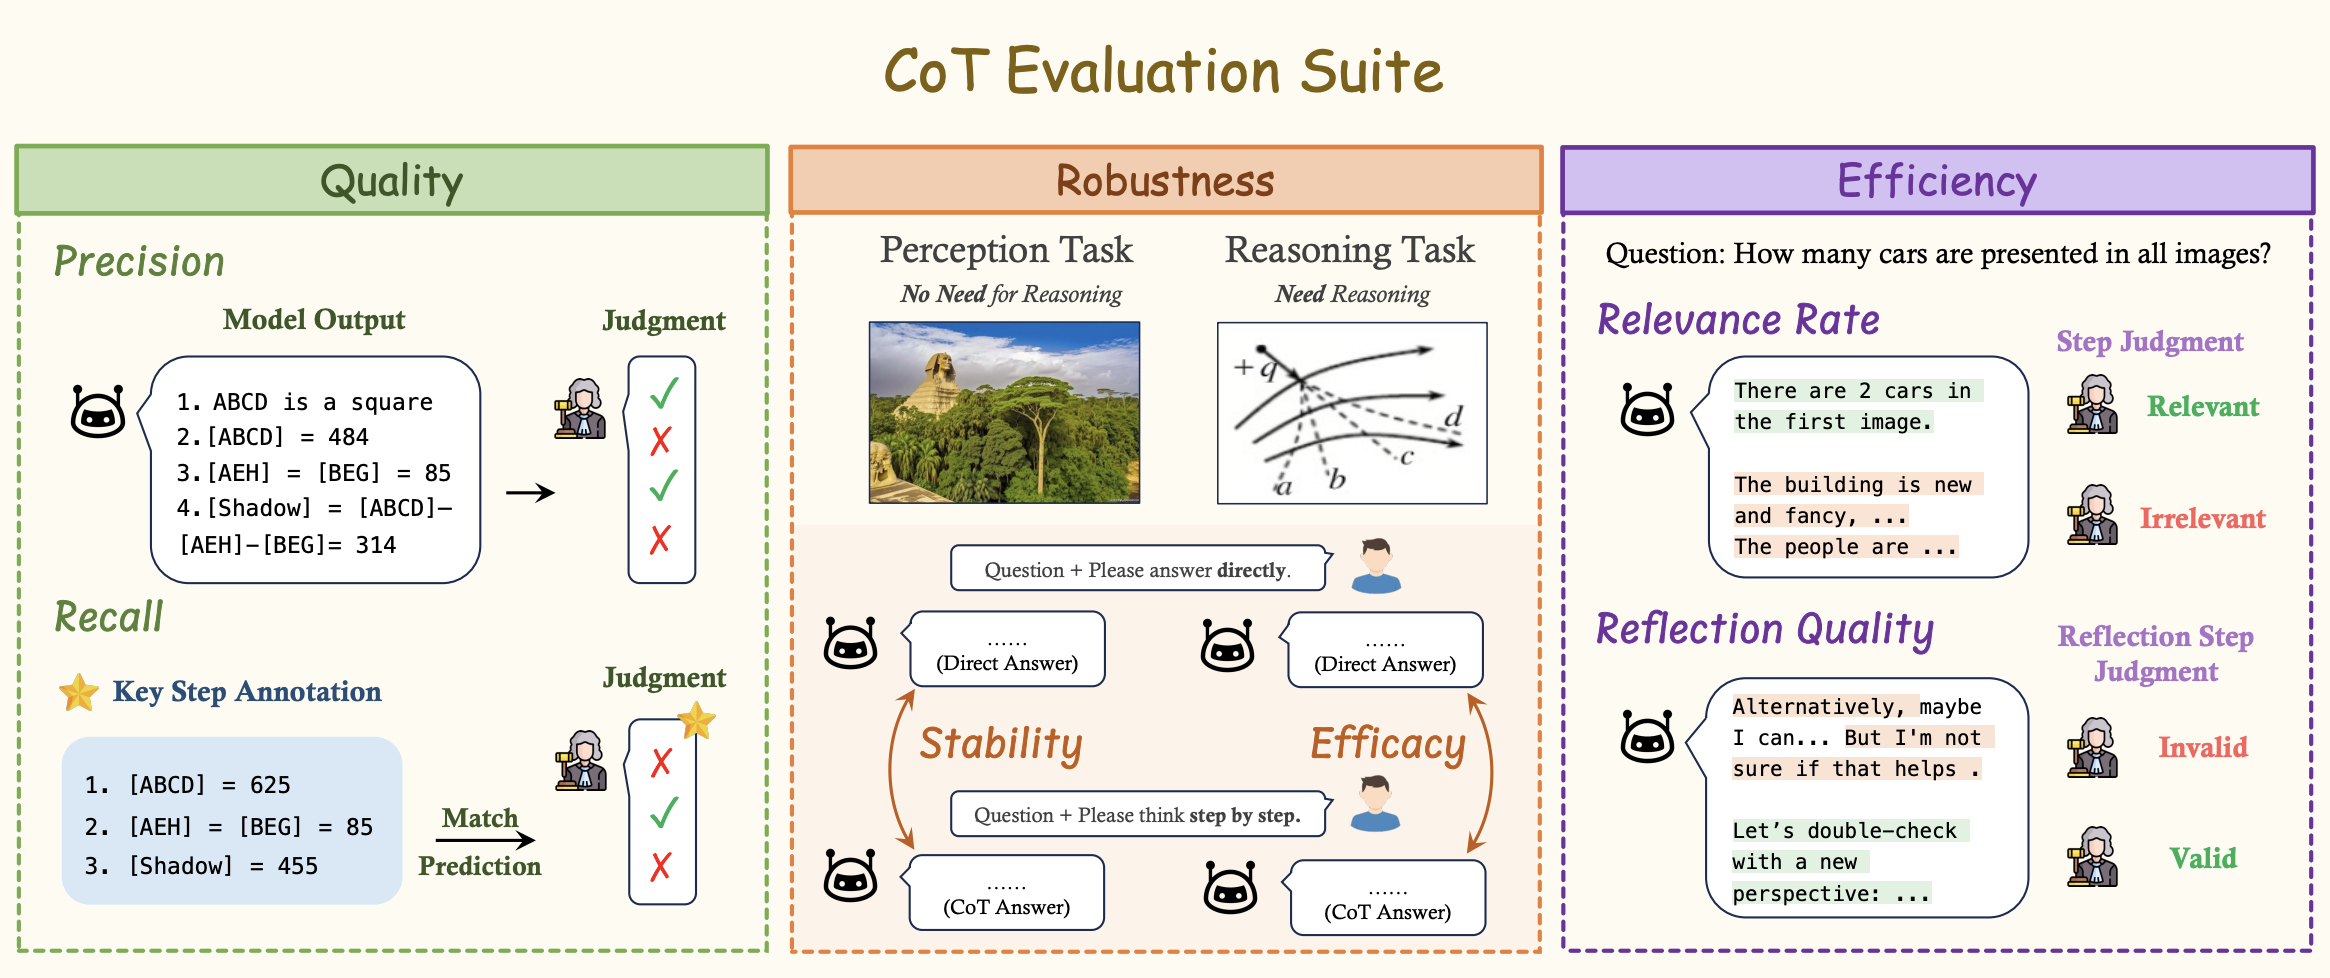 CoT Evaluation Suite
Quality
Precision
Model Output
Judgment
1. ABCD is a square
2.[ABCD] = 484
3.[AEH] = [BEG] = 85
4.[Shadow] = [ABCD]−
[AEH]−[BEG]= 314
✓
✗
✓
✗
Recall
Key Step Annotation
Judgment
1. [ABCD] = 625
2. [AEH] = [BEG] = 85
3. [Shadow] = 455
Match
Prediction
✗
✓
✗
Robustness
Perception Task
No Need for Reasoning
Reasoning Task
Need Reasoning
+q
d
c
b
a
Question + Please answer directly.
......
(Direct Answer)
......
(Direct Answer)
Stability
Efficacy
Question + Please think step by step.
......
(CoT Answer)
......
(CoT Answer)
Efficiency
Question: How many cars are presented in all images?
Relevance Rate
Step Judgment
There are 2 cars in
the first image.
Relevant
The building is new
and fancy, ...
The people are ...
Irrelevant
Reflection Quality
Reflection Step
Judgment
Alternatively, maybe
I can... But I'm not
sure if that helps .
Invalid
Let’s double−check
with a new
perspective: ...
Valid